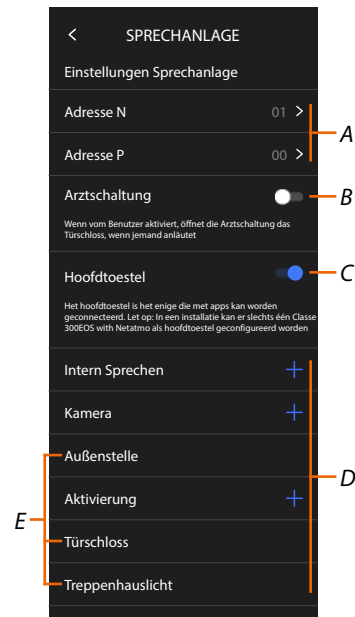 SPRECHANLAGE
Einstellungen Sprechanlage
Adresse N 01
A
Adresse P 00
Arztschaltung
B
Wenn vom Benutzer aktiviert, öffnet die Arztschaltung das
Türschloss, wenn jemand anläutet
Hoofdtoestel
C
Het hoofdtoestel is het enige die met apps kan worden
geconnecteerd. Let op: In een installatie kan er slechts één Classe
300EOS with Netatmo als hoofdtoestel geconfigureerd worden
Intern Sprechen
Kamera
Außenstelle
D
Aktivierung
E
Türschloss
Treppenhauslicht